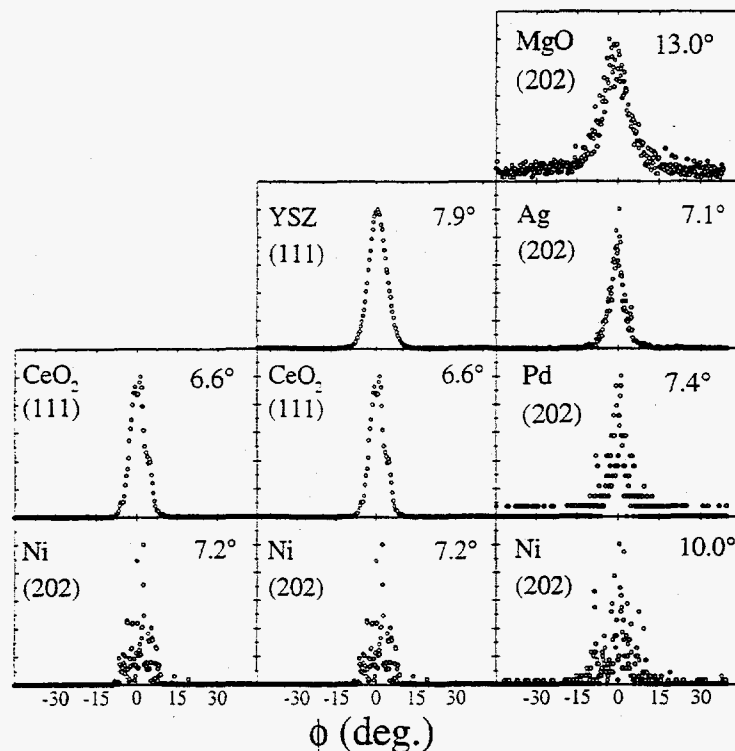 MgO 13.0°
(202)
YSZ 7.9° Ag 7.1°
(111) (202)
CeO₂ 6.6° CeO₂ 6.6° Pd 7.4°
(111) (111) (202)
Ni 7.2° Ni 7.2° Ni 10.0°
(202) (202) (202)
-30 -15 0 15 30 -30 -15 0 15 30 -30 -15 0 15 30
ϕ (deg.)